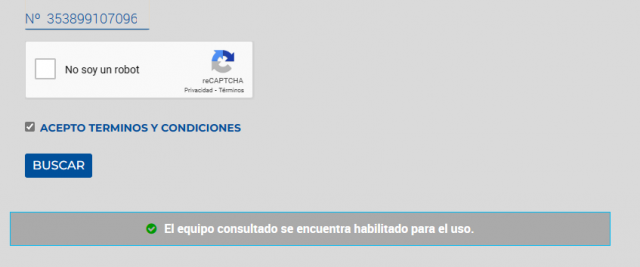 Nº 353899107096
No soy un robot
reCAPTCHA
Privacidad - Términos
ACEPTO TERMINOS Y CONDICIONES
BUSCAR
El equipo consultado se encuentra habilitado para el uso.